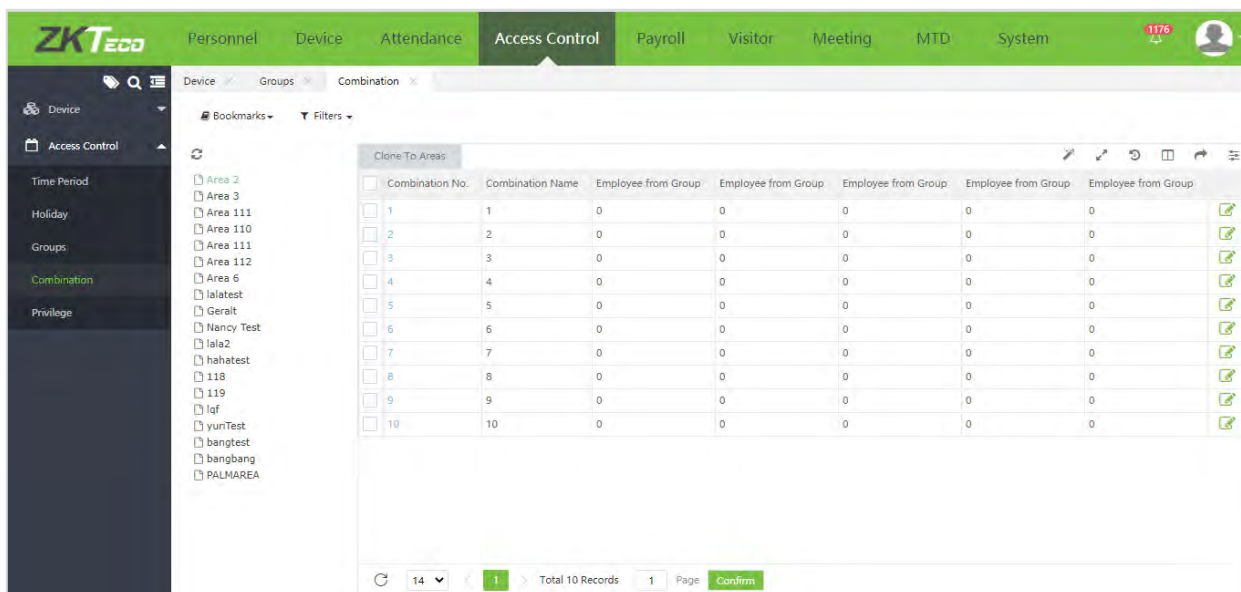 ZKTECO Personnel Device Attendance Access Control Payroll Visitor Meeting MTD System 1176
Device Groups Combination
Device
Bookmarks Filters
Access Control
Clone To Areas
Combination No. Combination Name Employee from Group Employee from Group Employee from Group Employee from Group Employee from Group
Time Period
Holiday
Groups
Combination
Privilege
Area 2
Area 3
Area 111
Area 110
Area 111
Area 112
Area 6
lalatest
Geralt
Nancy Test
lala2
hahatest
118
119
lqf
yuriTest
bangtest
bangbang
PALMAREA
1 1 0 0 0 0 0
2 2 0 0 0 0 0
3 3 0 0 0 0 0
4 4 0 0 0 0 0
5 5 0 0 0 0 0
6 6 0 0 0 0 0
7 7 0 0 0 0 0
8 8 0 0 0 0 0
9 9 0 0 0 0 0
10 10 0 0 0 0 0
14 1 Total 10 Records 1 Page Confirm